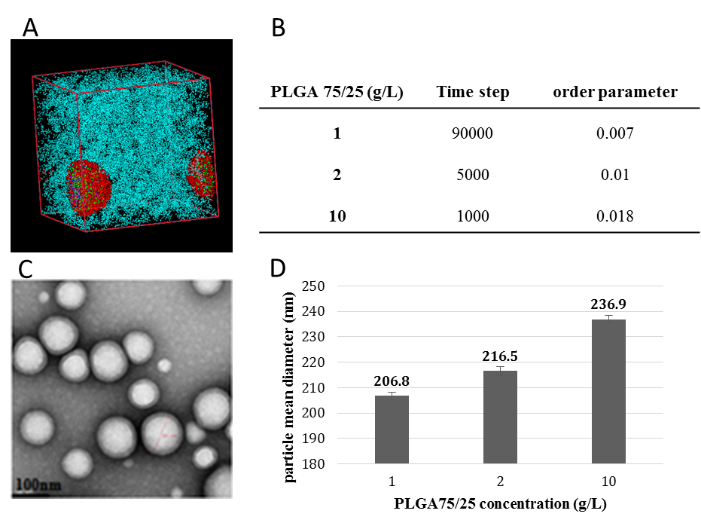 A
B
PLGA 75/25 (g/L) Time step order parameter
1 90000 0.007
2 5000 0.01
10 1000 0.018
C
100nm
D
particle mean diameter (nm)
250
240
230
220
210
200
190
180
206.8
216.5
236.9
1 2 10
PLGA75/25 concentration (g/L)